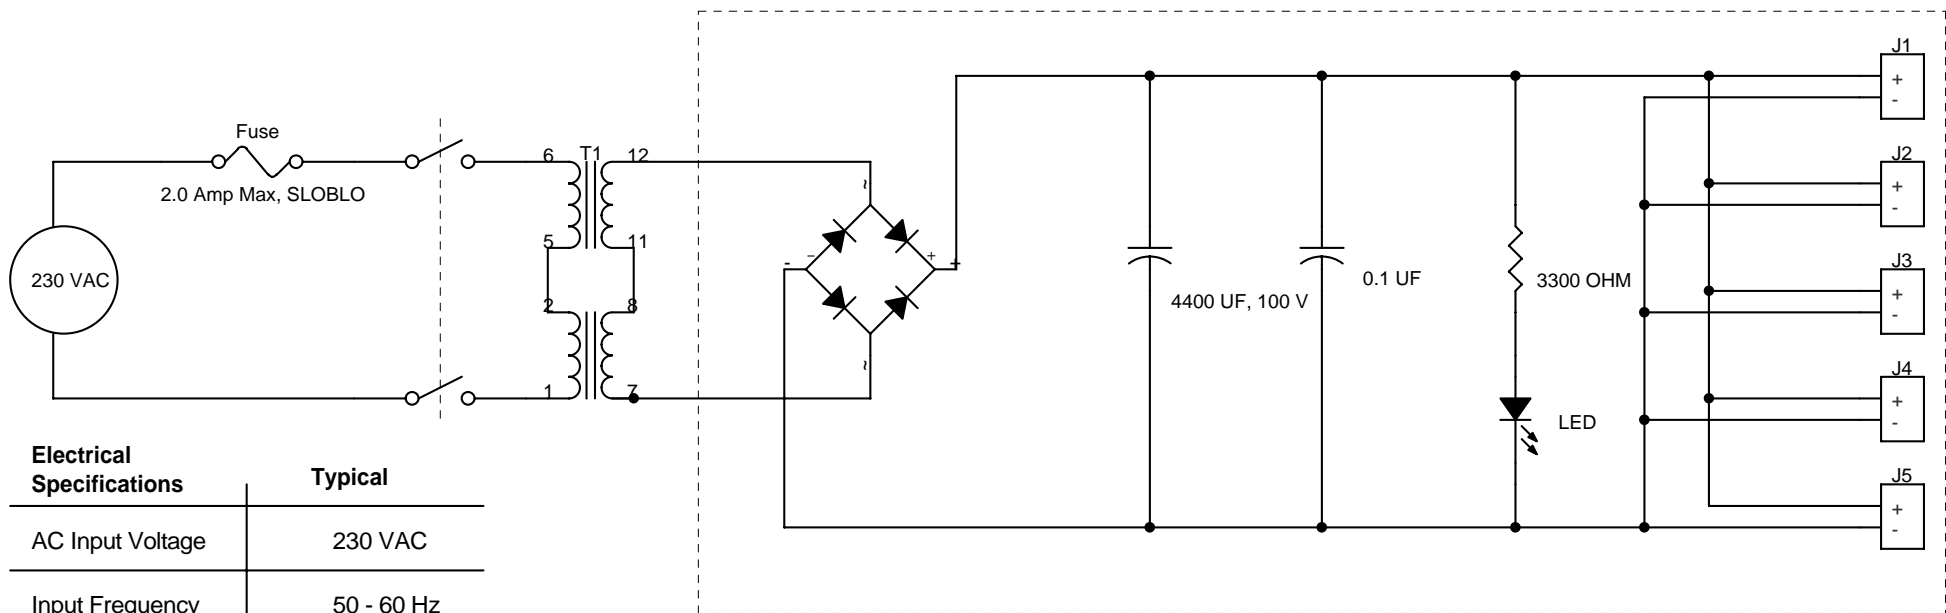 J1
+
-
Fuse
2.0 Amp Max, SLOBLO
6
T1
12
~
J2
+
-
230 VAC
5
11
-
-
+
+
4400 UF, 100 V
0.1 UF
3300 OHM
J3
+
-
2
8
~
1
7
J4
+
-
LED
J5
+
-
Electrical
Specifications
Typical
AC Input Voltage
230 VAC
Input Frequency
50 - 60 Hz